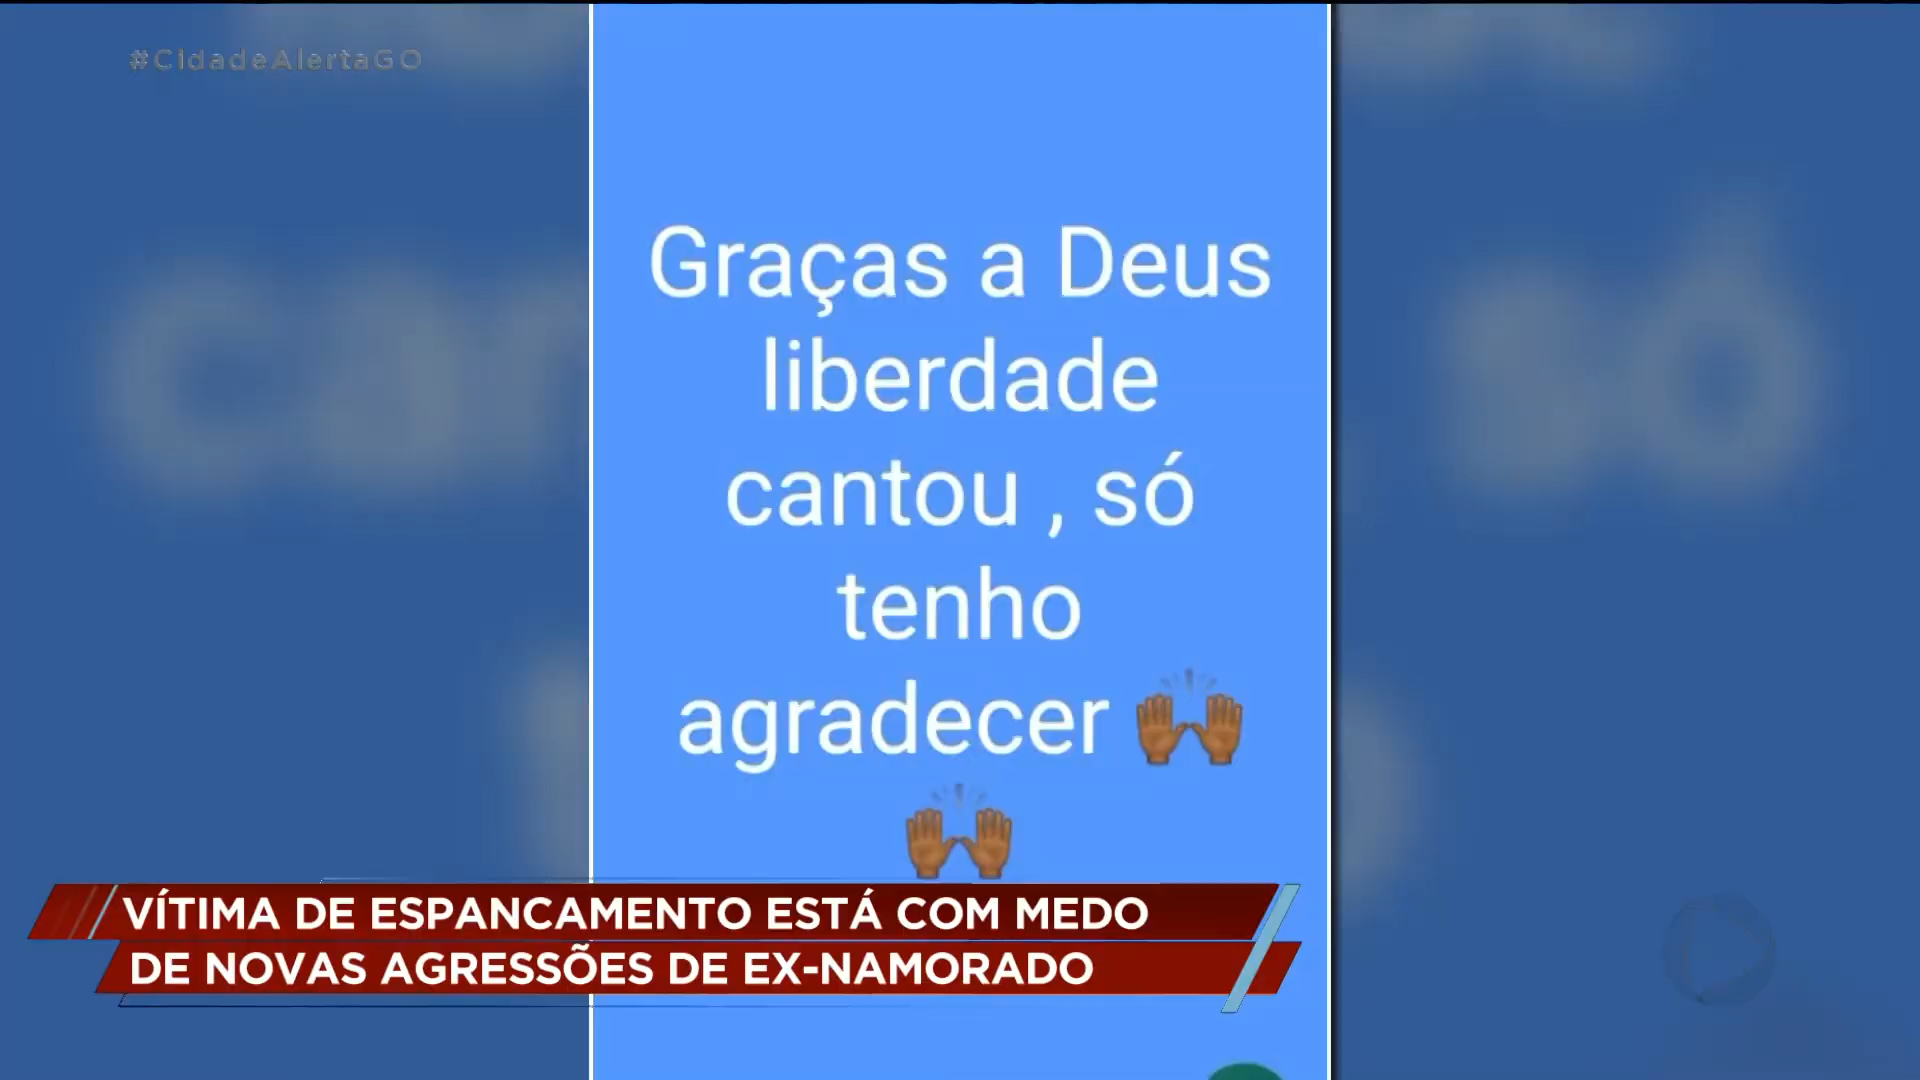 #CidadeAlertaGO
Graças a Deus
liberdade
cantou , só
tenho
agradecer 🙌🏾
🙌🏾
VÍTIMA DE ESPANCAMENTO ESTÁ COM MEDO
DE NOVAS AGRESSÕES DE EX-NAMORADO